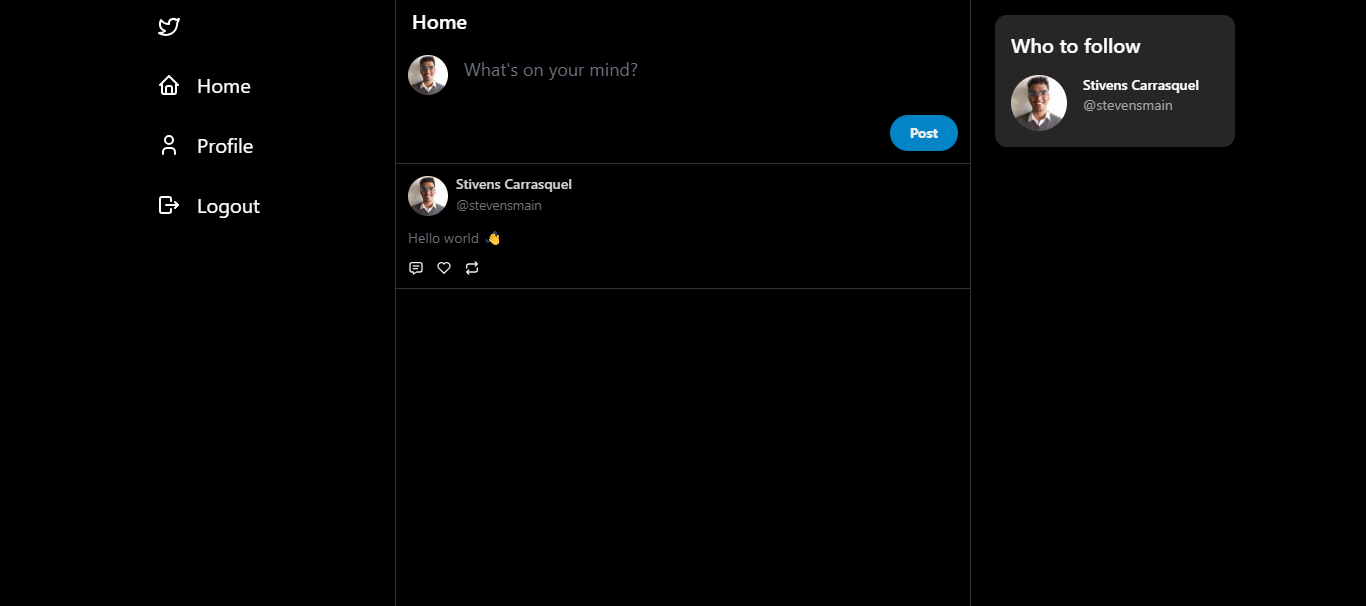 Home
Profile
Logout
Home
What's on your mind?
Post
Stivens Carrasquel
@stevensmain
Hello world 👋
Who to follow
Stivens Carrasquel
@stevensmain